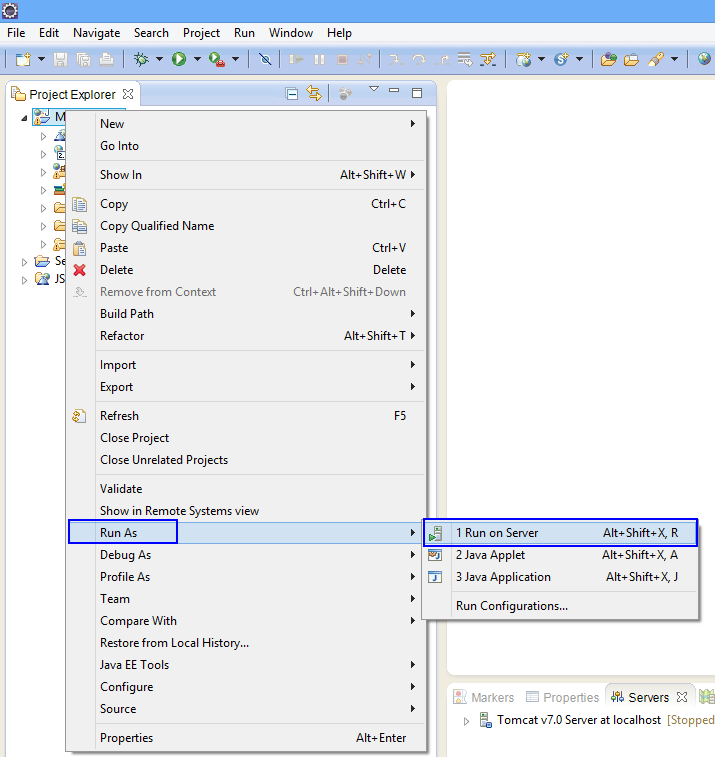 File Edit Navigate Search Project Run Window Help
Project Explorer
M
New
Go Into
Show In Alt+Shift+W
Copy Ctrl+C
Copy Qualified Name
Paste Ctrl+V
Delete Delete
Se
JS
Remove from Context Ctrl+Alt+Shift+Down
Build Path
Refactor Alt+Shift+T
Import
Export
Refresh F5
Close Project
Close Unrelated Projects
Validate
Show in Remote Systems view
Run As
Debug As
Profile As
Team
Compare With
Restore from Local History...
Java EE Tools
Configure
Source
Properties Alt+Enter
1 Run on Server Alt+Shift+X, R
2 Java Applet Alt+Shift+X, A
3 Java Application Alt+Shift+X, J
Run Configurations...
Markers Properties Servers
Tomcat v7.0 Server at localhost [Stopped